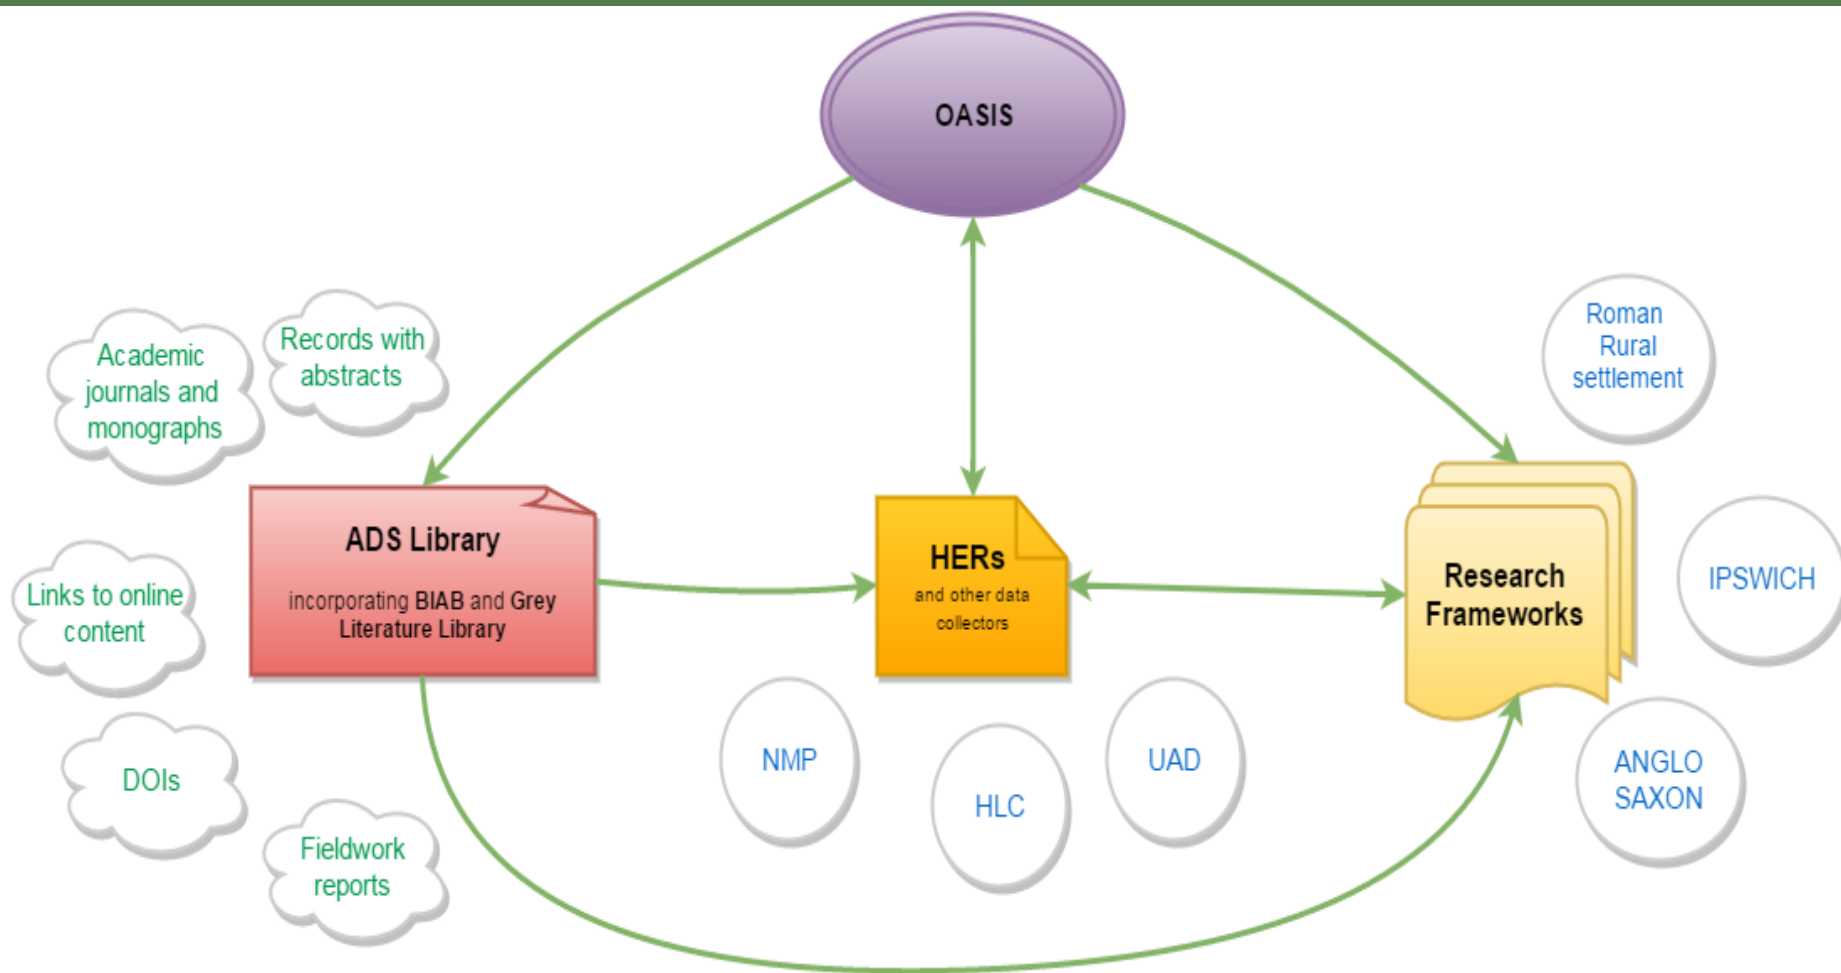 OASIS
Records with
abstracts
Academic
journals and
monographs
Roman
Rural
settlement
ADS Library
incorporating BIAB and Grey
Literature Library
HERs
and other data
collectors
Research
Frameworks
IPSWICH
Links to online
content
NMP
HLC
UAD
ANGLO
SAXON
DOIs
Fieldwork
reports